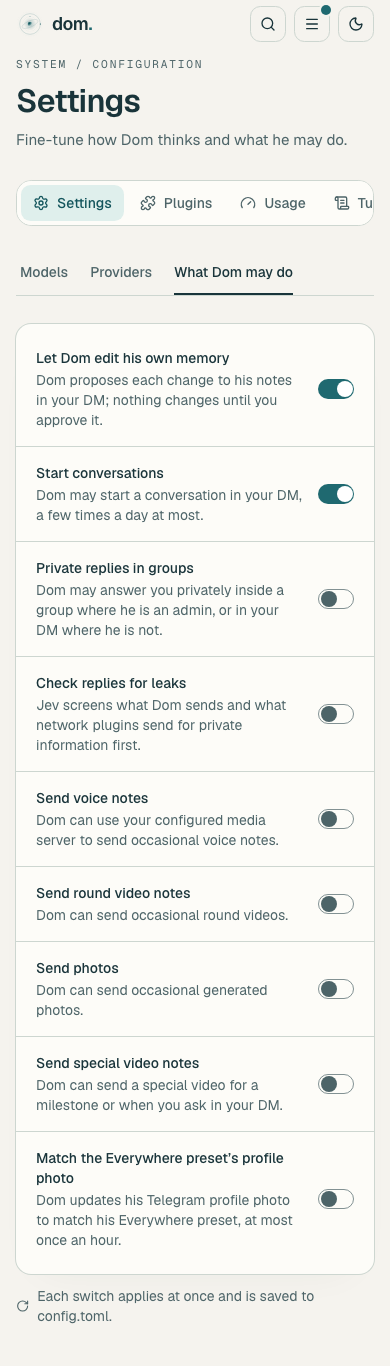 dom.
SYSTEM / CONFIGURATION
Settings
Fine-tune how Dom thinks and what he may do.
Settings Plugins Usage Tu
Models Providers What Dom may do
Let Dom edit his own memory
Dom proposes each change to his notes
in your DM; nothing changes until you
approve it.
Start conversations
Dom may start a conversation in your DM,
a few times a day at most.
Private replies in groups
Dom may answer you privately inside a
group where he is an admin, or in your
DM where he is not.
Check replies for leaks
Jev screens what Dom sends and what
network plugins send for private
information first.
Send voice notes
Dom can use your configured media
server to send occasional voice notes.
Send round video notes
Dom can send occasional round videos.
Send photos
Dom can send occasional generated
photos.
Send special video notes
Dom can send a special video for a
milestone or when you ask in your DM.
Match the Everywhere preset's profile
photo
Dom updates his Telegram profile photo
to match his Everywhere preset, at most
once an hour.
Each switch applies at once and is saved to
config.toml.